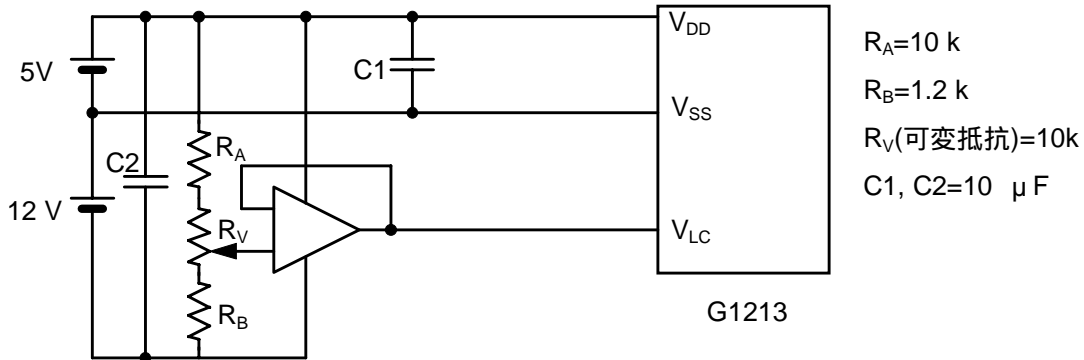 5V
12 V
C2
R_A
R_V
R_B
C1
V_DD
V_SS
V_LC
G1213
R_A=10 k
R_B=1.2 k
R_V(可変抵抗)=10k
C1, C2=10 μ F